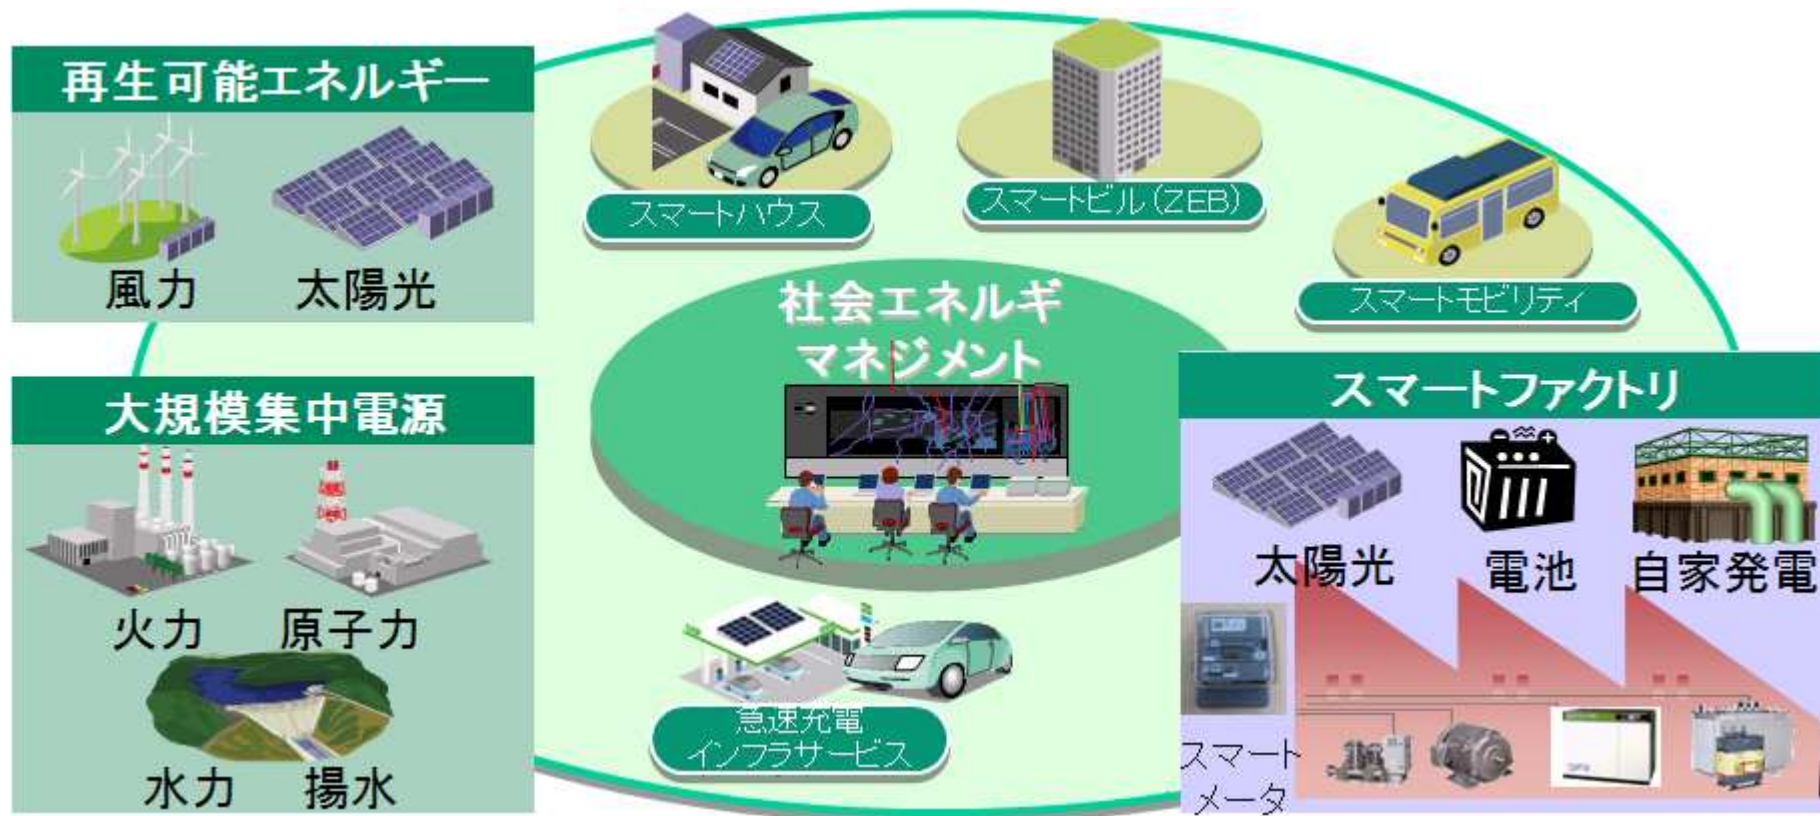 再生可能エネルギー
風力
太陽光
大規模集中電源
火力
原子力
水力
揚水
スマートハウス
スマートビル(ZEB)
スマートモビリティ
社会エネルギ
マネジメント
急速充電
インフラサービス
スマートファクトリ
太陽光
電池
自家発電
スマート
メータ